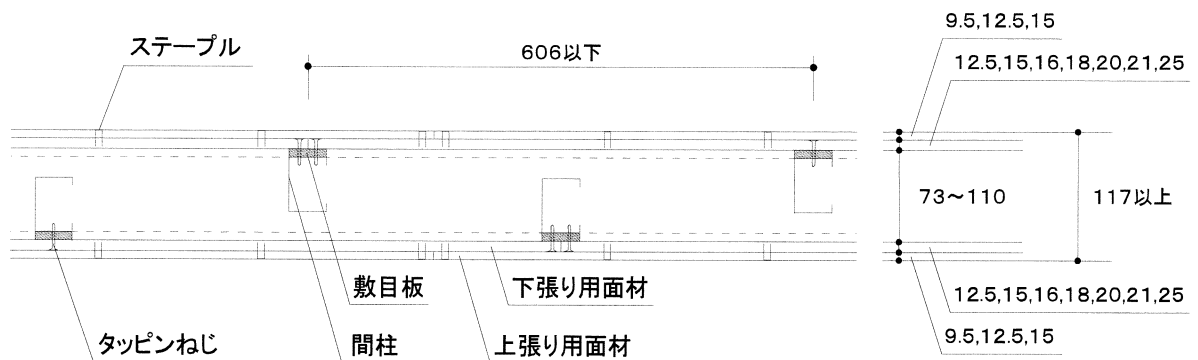 ステープル
606以下
9.5,12.5,15
12.5,15,16,18,20,21,25
73～110
117以上
敷目板
下張り用面材
12.5,15,16,18,20,21,25
タッピンねじ
間柱
上張り用面材
9.5,12.5,15